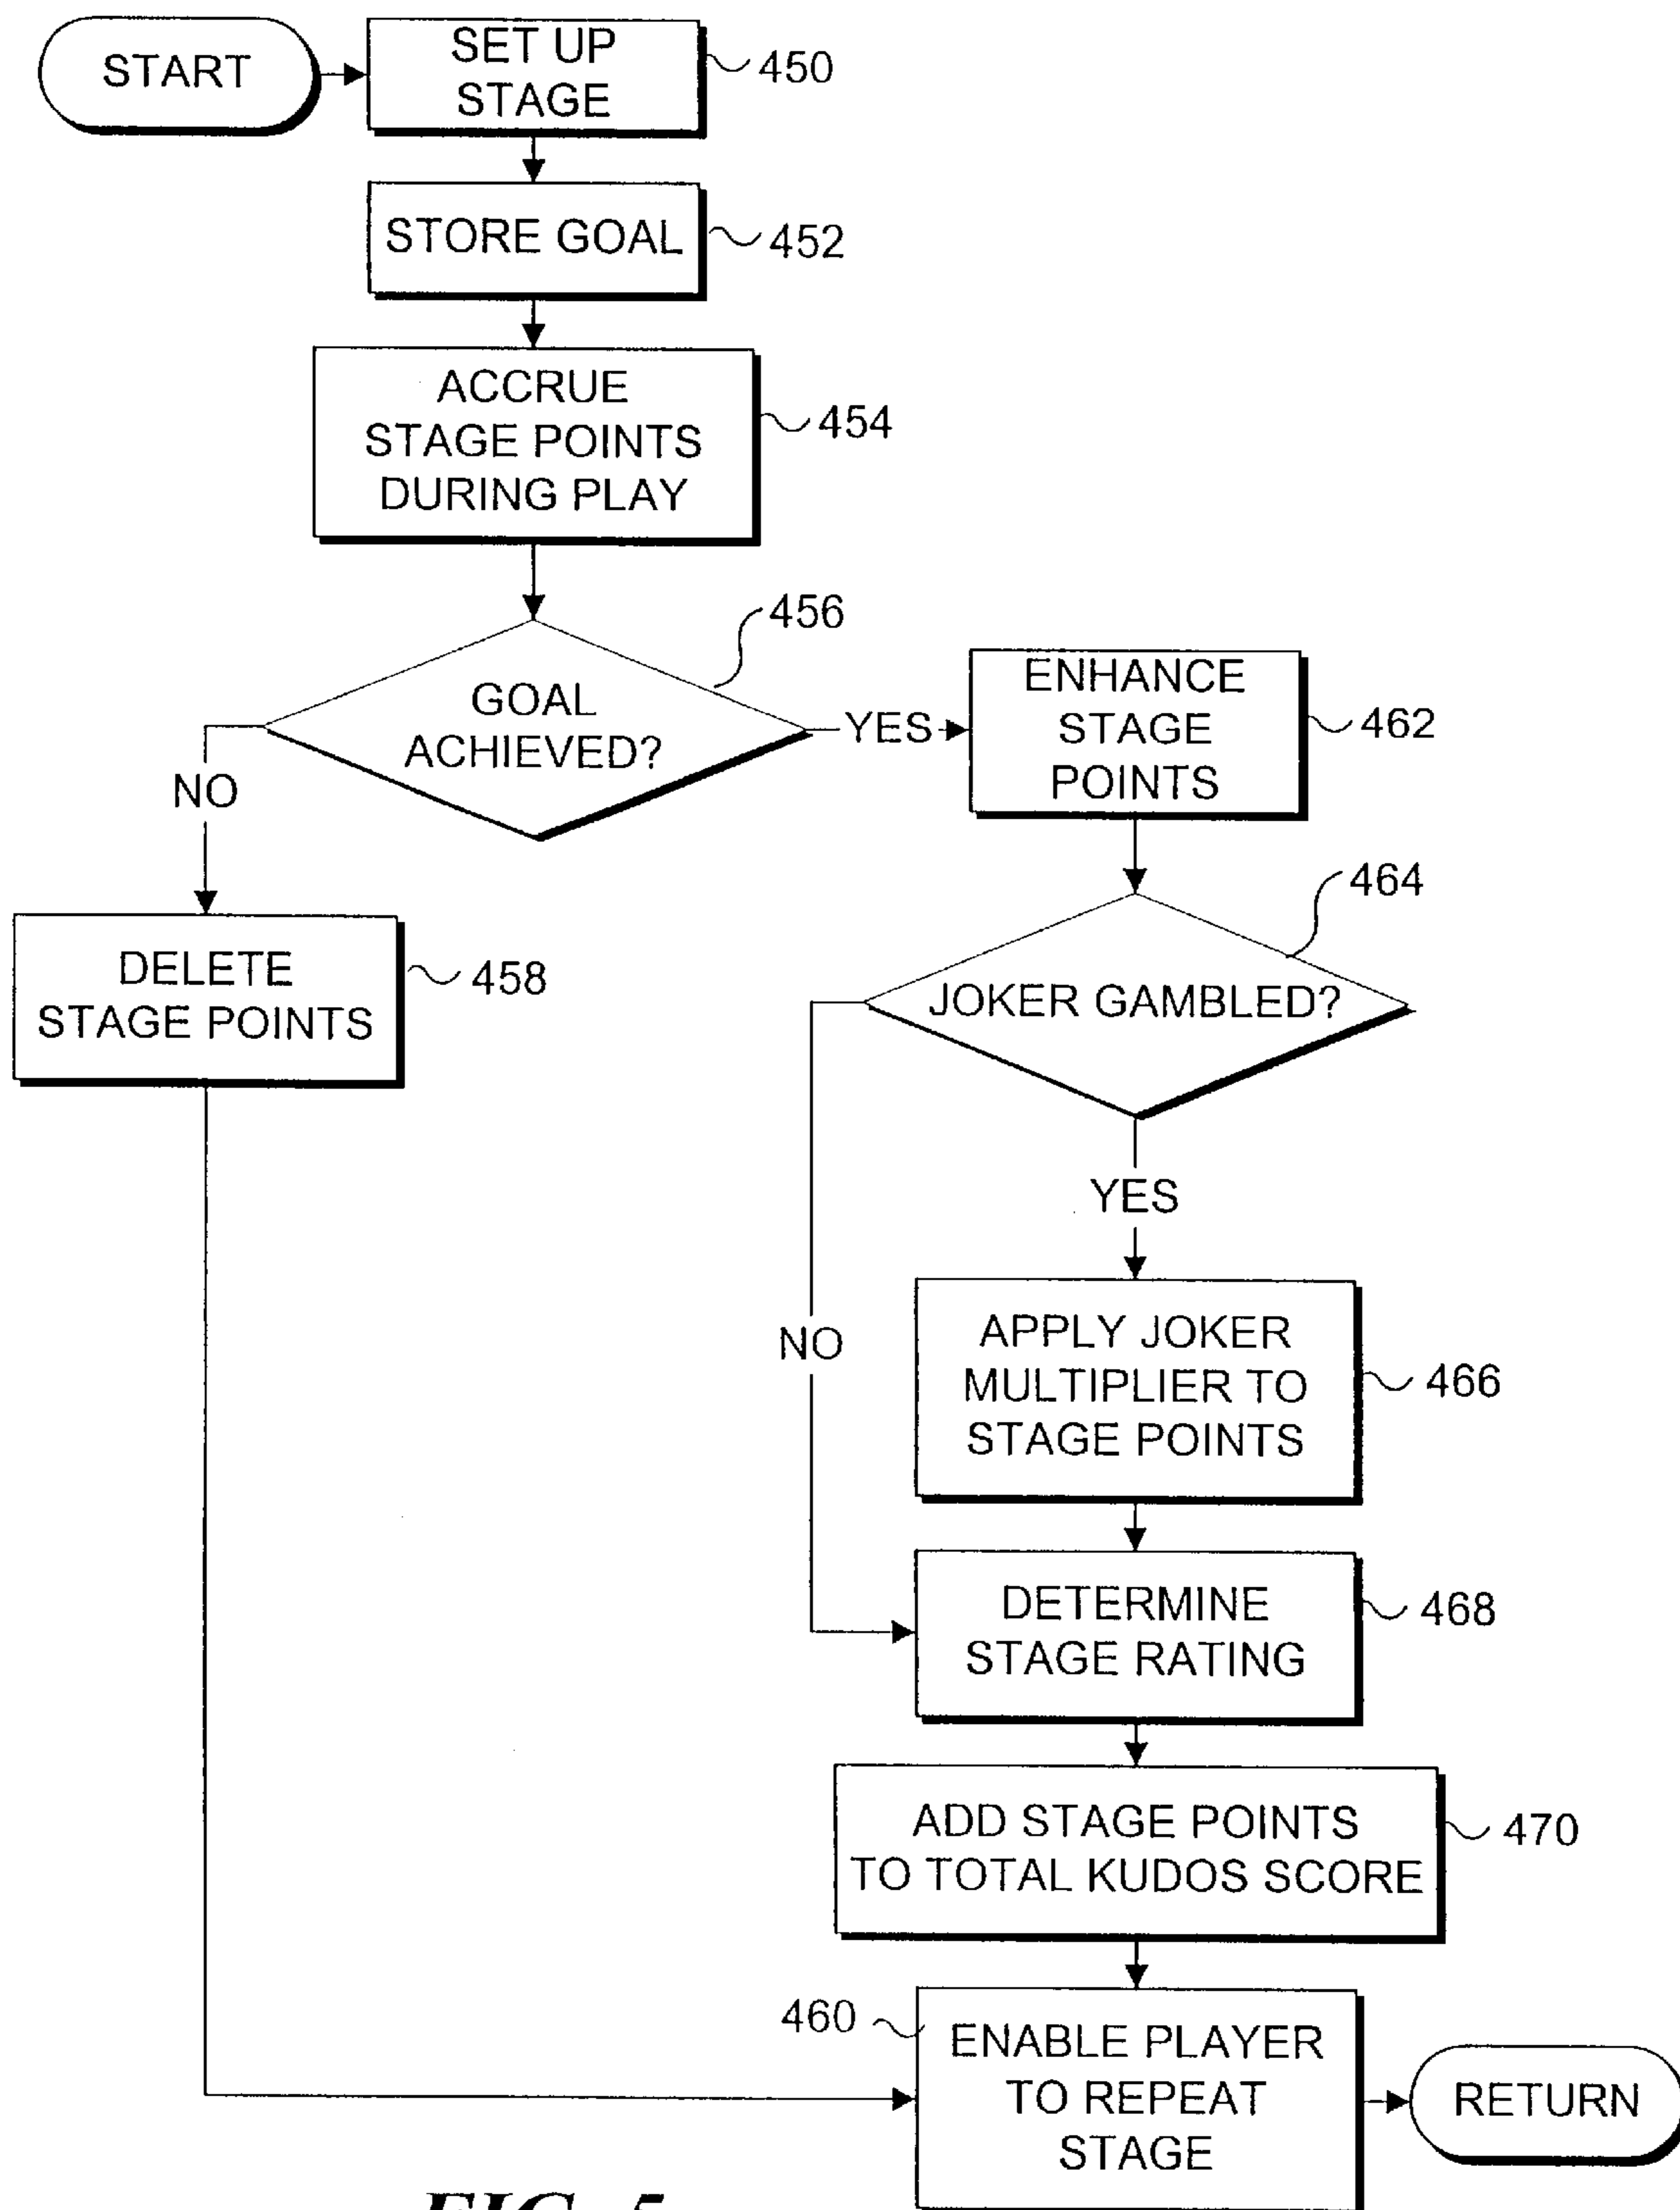 START
SET UP
STAGE
450
STORE GOAL
452
ACCRUE
STAGE POINTS
DURING PLAY
454
456
GOAL
ACHIEVED?
YES
NO
ENHANCE
STAGE
POINTS
462
464
DELETE
STAGE POINTS
458
JOKER GAMBLED?
YES
NO
APPLY JOKER
MULTIPLIER TO
STAGE POINTS
466
DETERMINE
STAGE RATING
468
ADD STAGE POINTS
TO TOTAL KUDOS SCORE
470
460
ENABLE PLAYER
TO REPEAT
STAGE
RETURN
FIG. 5